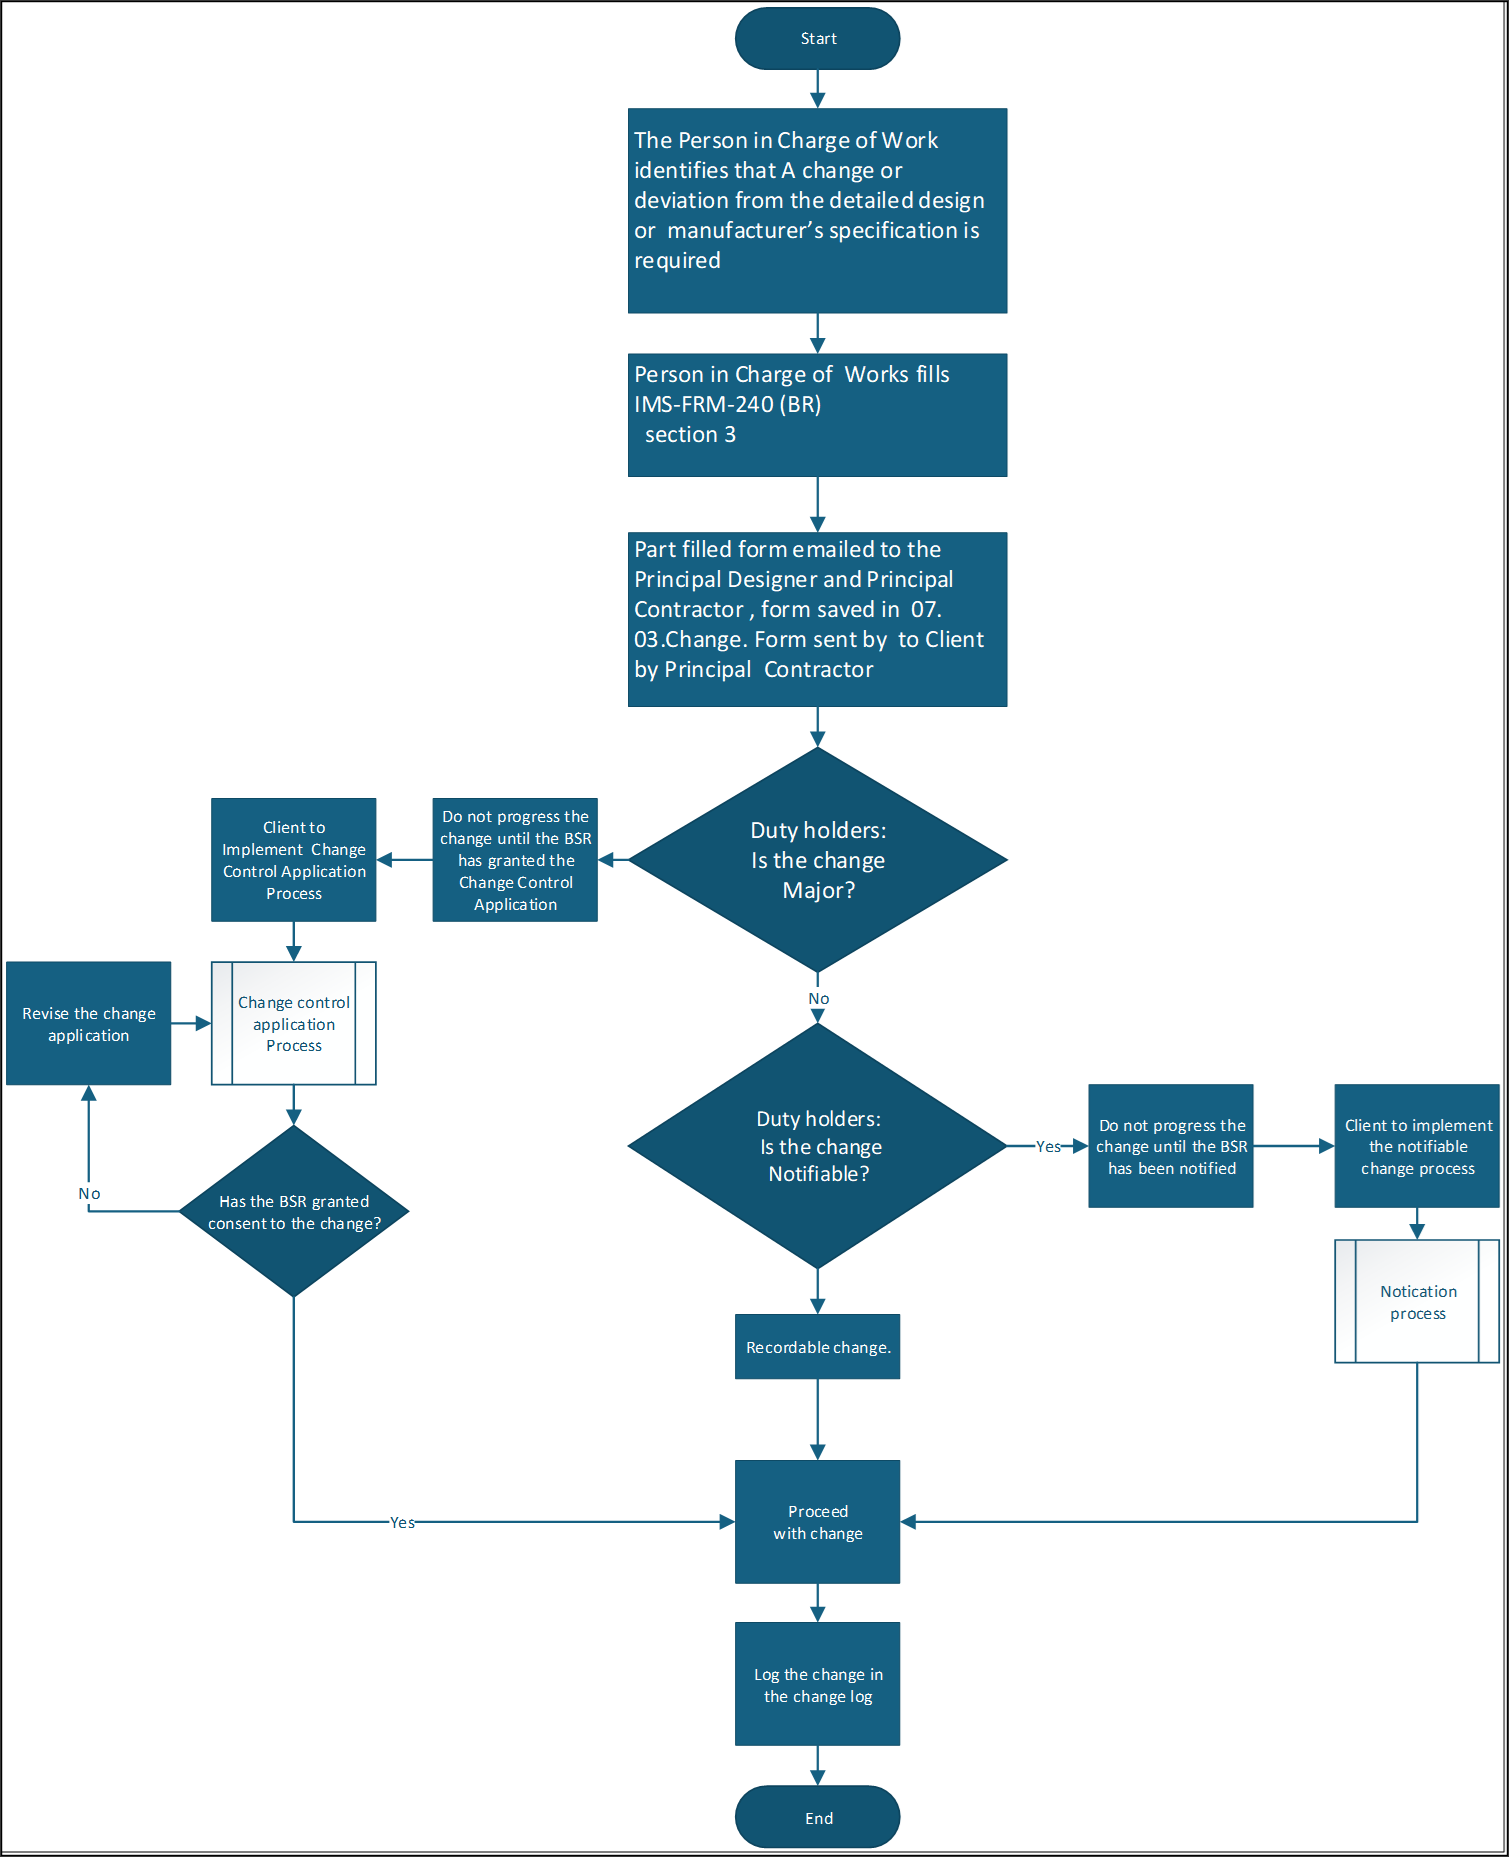 Start
The Person in Charge of Work
identifies that A change or
deviation from the detailed design
or manufacturer’s specification is
required
Person in Charge of Works fills
IMS-FRM-240 (BR)
section 3
Part filled form emailed to the
Principal Designer and Principal
Contractor , form saved in 07.
03.Change. Form sent by to Client
by Principal Contractor
Duty holders:
Is the change
Major?
Do not progress the
change until the BSR
has granted the
Change Control
Application
Client to
Implement Change
Control Application
Process
Change control
application
Process
Revise the change
application
Has the BSR granted
consent to the change?
No
Yes
No
Duty holders:
Is the change
Notifiable?
Yes
Do not progress the
change until the BSR
has been notified
Client to implement
the notifiable
change process
Notication
process
Recordable change.
Proceed
with change
Log the change in
the change log
End